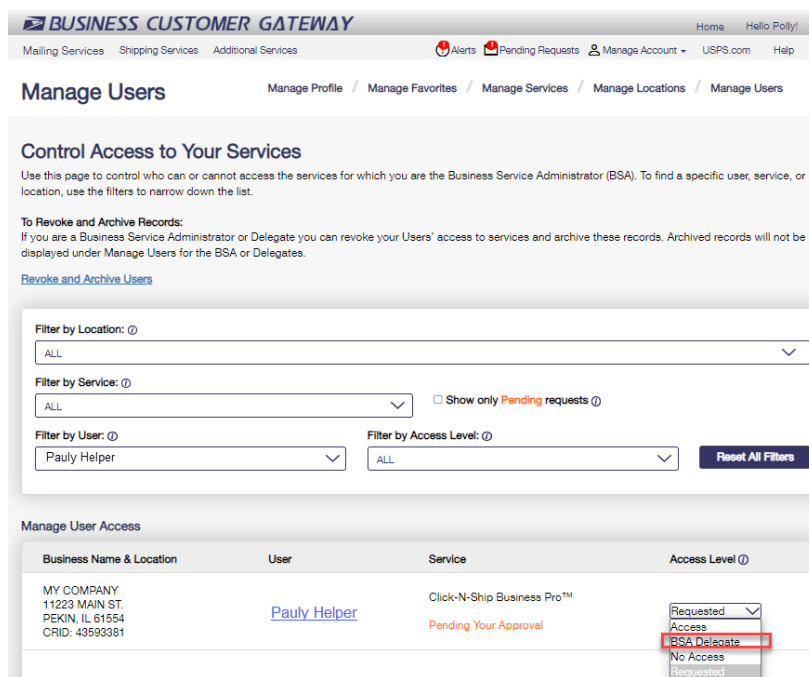 BUSINESS CUSTOMER GATEWAY
Home Hello Polly!
Mailing Services Shipping Services Additional Services
1 Alerts 1 Pending Requests Manage Account USPS.com Help
Manage Users
Manage Profile / Manage Favorites / Manage Services / Manage Locations / Manage Users
Control Access to Your Services
Use this page to control who can or cannot access the services for which you are the Business Service Administrator (BSA). To find a specific user, service, or
location, use the filters to narrow down the list.
To Revoke and Archive Records:
If you are a Business Service Administrator or Delegate you can revoke your Users' access to services and archive these records. Archived records will not be
displayed under Manage Users for the BSA or Delegates.
Revoke and Archive Users
Filter by Location: i
ALL
Filter by Service: i
ALL
Show only Pending requests i
Filter by User: i
Pauly Helper
Filter by Access Level: i
ALL
Reset All Filters
Manage User Access
Business Name & Location User Service Access Level i
MY COMPANY
11223 MAIN ST.
PEKIN, IL 61554
CRID: 43593381
Pauly Helper
Click-N-Ship Business Pro™
Pending Your Approval
Requested
Access
BSA Delegate
No Access
Requested